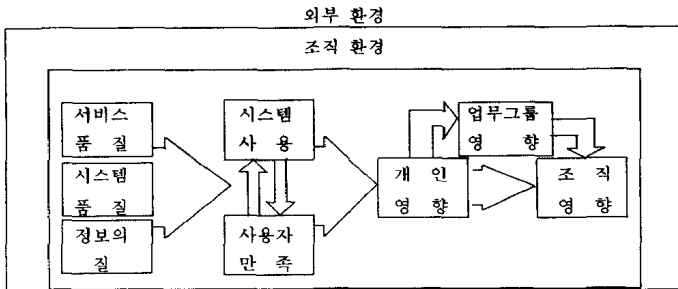 외부 환경
조직 환경
서비스
품 질
시스템
품 질
정보의
질
시스템
사 용
사용자
만 족
개 인
영 향
업무그룹
영 향
조 직
영 향